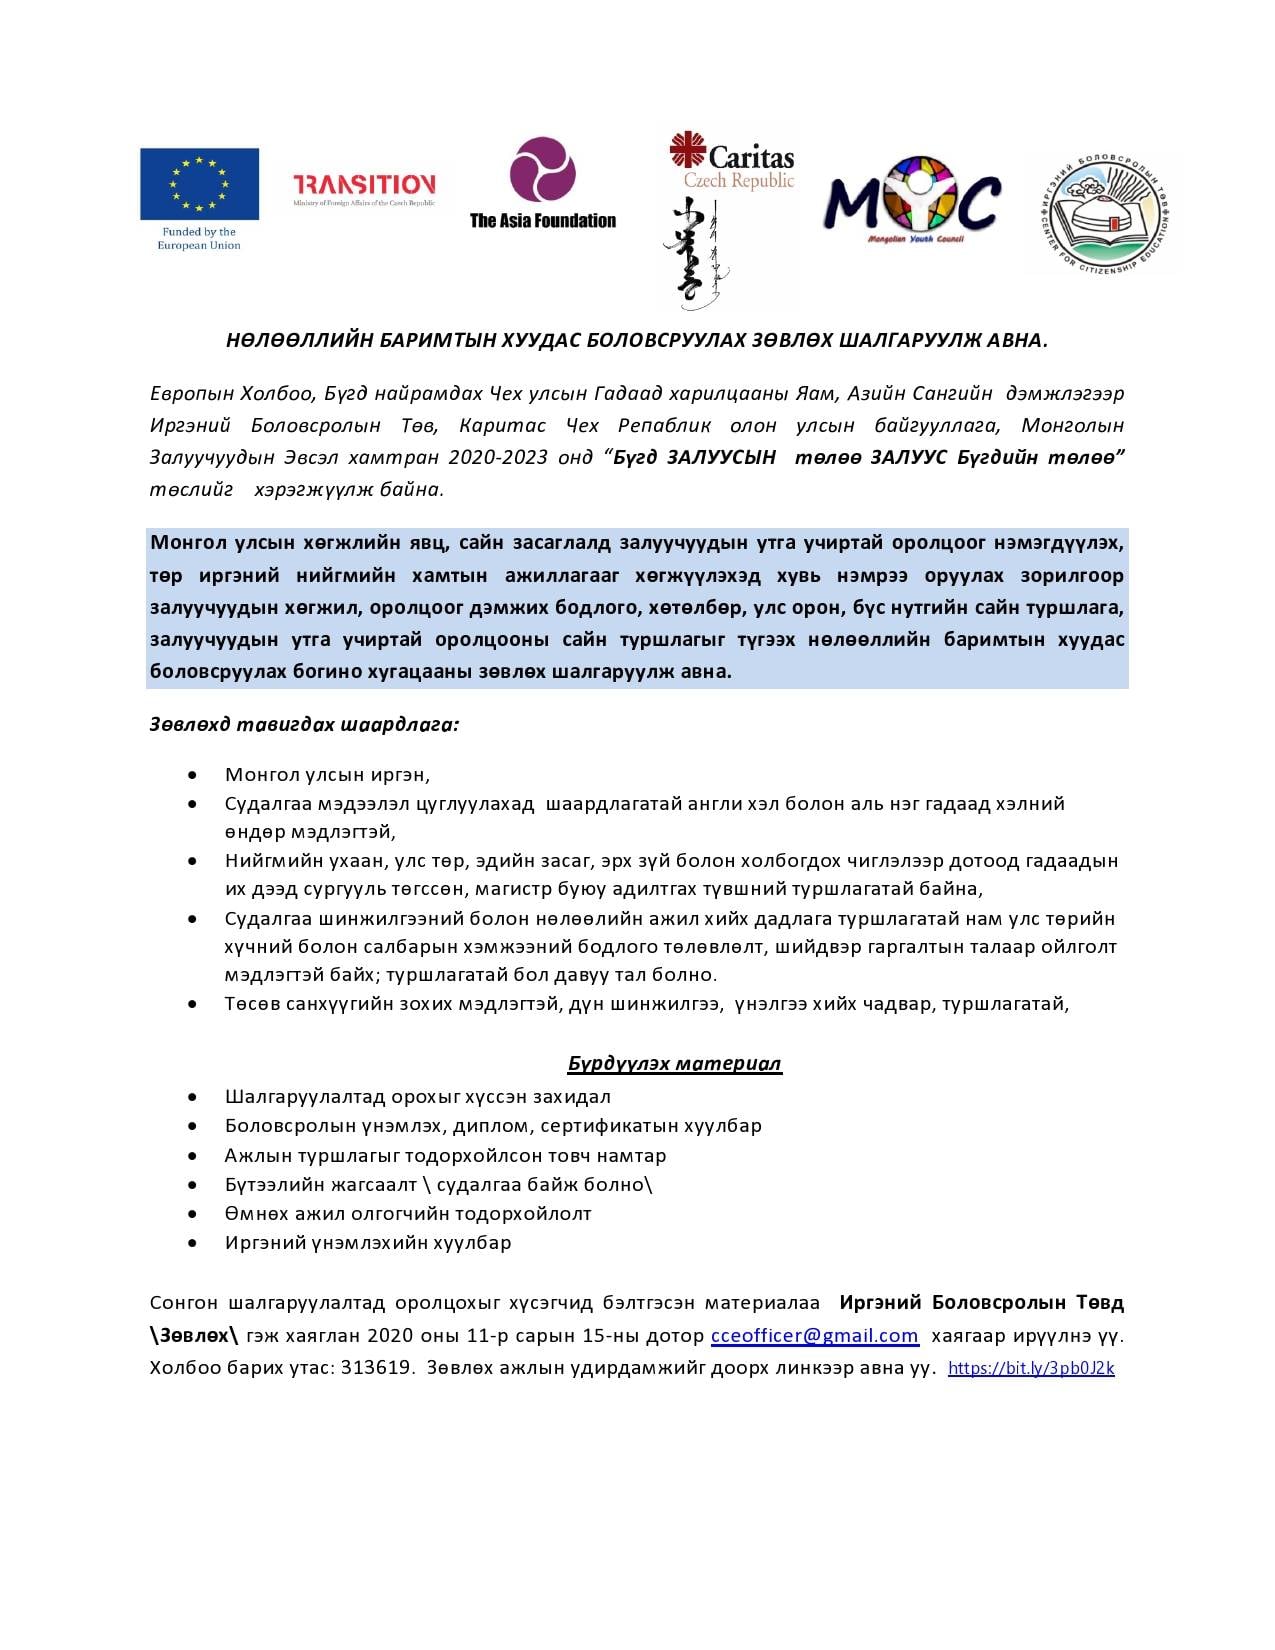 Funded by the
European Union
TRANSITION
Ministry of Foreign Affairs of the Czech Republic
The Asia Foundation
Caritas
Czech Republic
MYC
Mongolian Youth Council
ИРГЭНИЙ БОЛОВСРОЛЫН ТӨВ
CENTER FOR CITIZENSHIP EDUCATION
НӨЛӨӨЛЛИЙН БАРИМТЫН ХУУДАС БОЛОВСРУУЛАХ ЗӨВЛӨХ ШАЛГАРУУЛЖ АВНА.
Европын Холбоо, Бүгд найрамдах Чех улсын Гадаад харилцааны Яам, Азийн Сангийн дэмжлэгээр
Иргэний Боловсролын Төв, Каритас Чех Репаблик олон улсын байгууллага, Монголын
Залуучуудын Эвсэл хамтран 2020-2023 онд “Бүгд ЗАЛУУСЫН төлөө ЗАЛУУС Бүгдийн төлөө”
төслийг хэрэгжүүлж байна.
Монгол улсын хөгжлийн явц, сайн засаглалд залуучуудын утга учиртай оролцоог нэмэгдүүлэх,
төр иргэний нийгмийн хамтын ажиллагааг хөгжүүлэхэд хувь нэмрээ оруулах зорилгоор
залуучуудын хөгжил, оролцоог дэмжих бодлого, хөтөлбөр, улс орон, бүс нутгийн сайн туршлага,
залуучуудын утга учиртай оролцооны сайн туршлагыг түгээх нөлөөллийн баримтын хуудас
боловсруулах богино хугацааны зөвлөх шалгаруулж авна.
Зөвлөхд тавигдах шаардлага:
• Монгол улсын иргэн,
• Судалгаа мэдээлэл цуглуулахад шаардлагатай англи хэл болон аль нэг гадаад хэлний
өндөр мэдлэгтэй,
• Нийгмийн ухаан, улс төр, эдийн засаг, эрх зүй болон холбогдох чиглэлээр дотоод гадаадын
их дээд сургууль төгссөн, магистр буюу адилтгах түвшний туршлагатай байна,
• Судалгаа шинжилгээний болон нөлөөлийн ажил хийх дадлага туршлагатай нам улс төрийн
хүчний болон салбарын хэмжээний бодлого төлөвлөлт, шийдвэр гаргалтын талаар ойлголт
мэдлэгтэй байх; туршлагатай бол давуу тал болно.
• Төсөв санхүүгийн зохих мэдлэгтэй, дүн шинжилгээ, үнэлгээ хийх чадвар, туршлагатай,
Бүрдүүлэх материал
• Шалгаруулалтад орохыг хүссэн захидал
• Боловсролын үнэмлэх, диплом, сертификатын хуулбар
• Ажлын туршлагыг тодорхойлсон товч намтар
• Бүтээлийн жагсаалт \ судалгаа байж болно\
• Өмнөх ажил олгогчийн тодорхойлолт
• Иргэний үнэмлэхийн хуулбар
Сонгон шалгаруулалтад оролцохыг хүсэгчид бэлтгэсэн материалаа Иргэний Боловсролын Төвд
\Зөвлөх\ гэж хаяглан 2020 оны 11-р сарын 15-ны дотор cceofficer@gmail.com хаягаар ирүүлнэ үү.
Холбоо барих утас: 313619. Зөвлөх ажлын удирдамжийг доорх линкээр авна уу. https://bit.ly/3pb0J2k